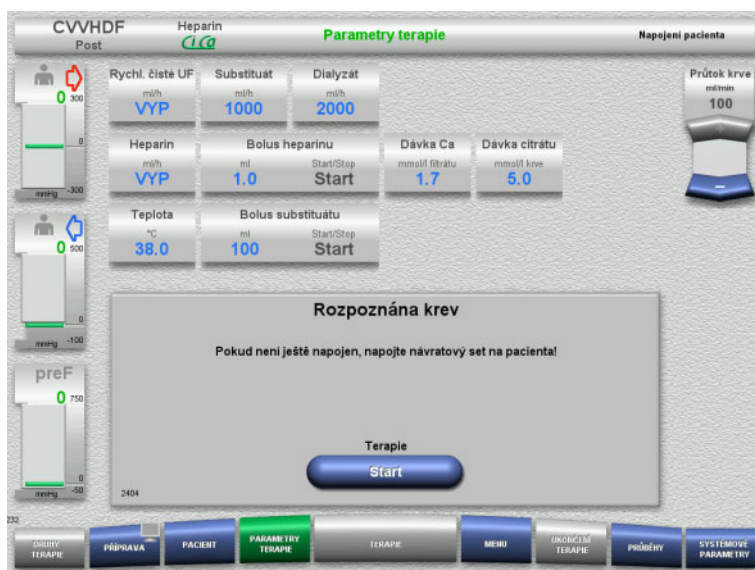 CVVHDF
Post
Heparin
CiCa
Parametry terapie
Napojení pacienta
Rychl. čisté UF
ml/h
VYP
Substituát
ml/h
1000
Dialyzát
ml/h
2000
Průtok krve
ml/min
100
+
−
0
300
0
-300
mmHg
Heparin
ml/h
VYP
Bolus heparinu
ml
1.0
Start/Stop
Start
Dávka Ca
mmol/l filtrátu
1.7
Dávka citrátu
mmol/l krve
5.0
0
500
0
-100
mmHg
Teplota
°C
38.0
Bolus substituátu
ml
100
Start/Stop
Start
preF
0
750
0
-50
mmHg
Rozpoznána krev
Pokud není ještě napojen, napojte návratový set na pacienta!
Terapie
Start
2404
232
DRUHY TERAPIE
PŘÍPRAVA
PACIENT
PARAMETRY TERAPIE
TERAPIE
MENU
UKONČENÍ TERAPIE
PRŮBĚHY
SYSTÉMOVÉ PARAMETRY